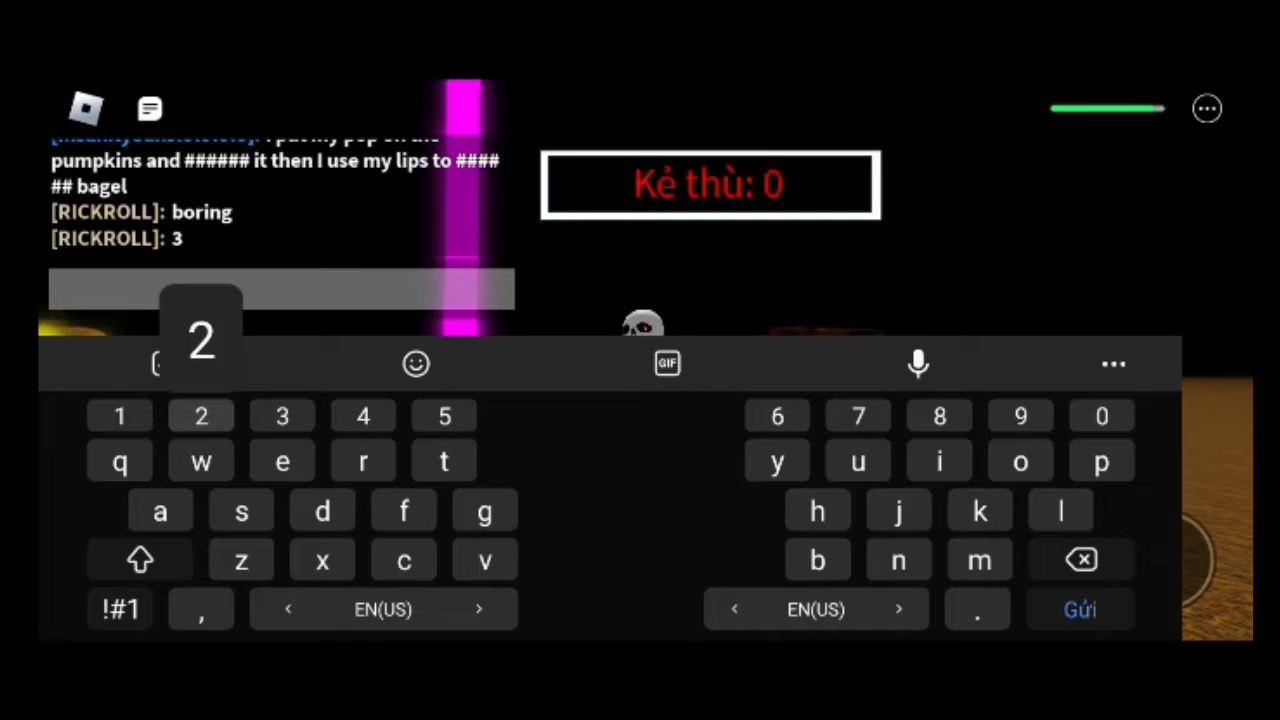 pumpkins and ###### it then I use my lips to ####
## bagel
[RICKROLL]: boring
[RICKROLL]: 3
Kẻ thù: 0
2
GIF
1 2 3 4 5 6 7 8 9 0
q w e r t y u i o p
a s d f g h j k l
z x c v b n m
!#1 , < EN(US) > < EN(US) > . Gửi